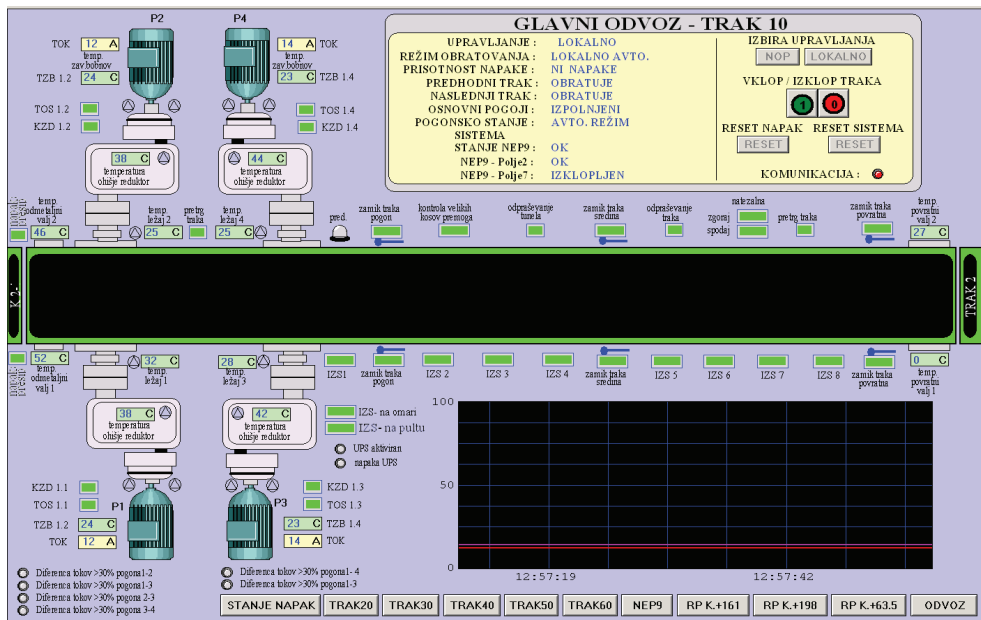 GLAVNI ODVOZ - TRAK 10
UPRAVLJANJE : LOKALNO
REŽIM OBRATOVANJA : LOKALNO AVTO.
PRISOTNOST NAPAKE : NI NAPAKE
PREDHODNI TRAK : OBRATUJE
NASLEDNJI TRAK : OBRATUJE
OSNOVNI POGOJI : IZPOLNJENI
POGONSKO STANJE : AVTO. REŽIM
SISTEMA
STANJE NEP9 : OK
NEP9 - Polje2 : OK
NEP9 - Polje7 : IZKLOPLJEN
IZBIRA UPRAVLJANJA
NOP LOKALNO
VKLOP / IZKLOP TRAKA
1 0
RESET NAPAK RESET SISTEMA
RESET RESET
KOMUNIKACIJA :
P2 P4
TOK 12 A 14 A TOK
temp. zav.bobnov temp. zav.bobnov
TZB 1.2 24 C 23 C TZB 1.4
TOS 1.2 TOS 1.4
KZD 1.2 KZD 1.4
38 C 44 C
temperatura ohišje reduktor temperatura ohišje reduktor
temp. odmetalni valj 2
46 C
temp. ležaj 2
25 C
pretrg traka
temp. ležaj 4
25 C
pred.
zamik traka pogon
kontrola velikih kosov premoga
odpraševanje tunela
zamik traka sredina
odpraševanje traka
natezalna
zgoraj
spodaj
pretrg traka
zamik traka povratna
temp. povratni valj 2
27 C
TRAK 2
52 C
temp. odmetalni valj 1
32 C
temp. ležaj 1
28 C
temp. ležaj 3
IZS1
zamik traka pogon
IZS 2
IZS 3
IZS 4
zamik traka sredina
IZS 5
IZS 6
IZS 7
IZS 8
zamik traka povratna
0 C
temp. povratni valj 1
38 C 42 C
temperatura ohišje reduktor temperatura ohišje reduktor
IZS- na omari
IZS- na pultu
UPS aktiviran
napaka UPS
KZD 1.1 KZD 1.3
TOS 1.1 P1 P3 TOS 1.3
TZB 1.2 24 C 23 C TZB 1.4
TOK 12 A 14 A TOK
100
50
0
12:57:19 12:57:42
Diferenca tokov >30% pogona1-2
Diferenca tokov >30% pogona1-3
Diferenca tokov >30% pogona 2-3
Diferenca tokov >30% pogona 3-4
Diferenca tokov >30% pogona1- 4
Diferenca tokov >30% pogona1-3
STANJE NAPAK TRAK20 TRAK30 TRAK40 TRAK50 TRAK60 NEP9 RP K.+161 RP K.+198 RP K.+63.5 ODVOZ